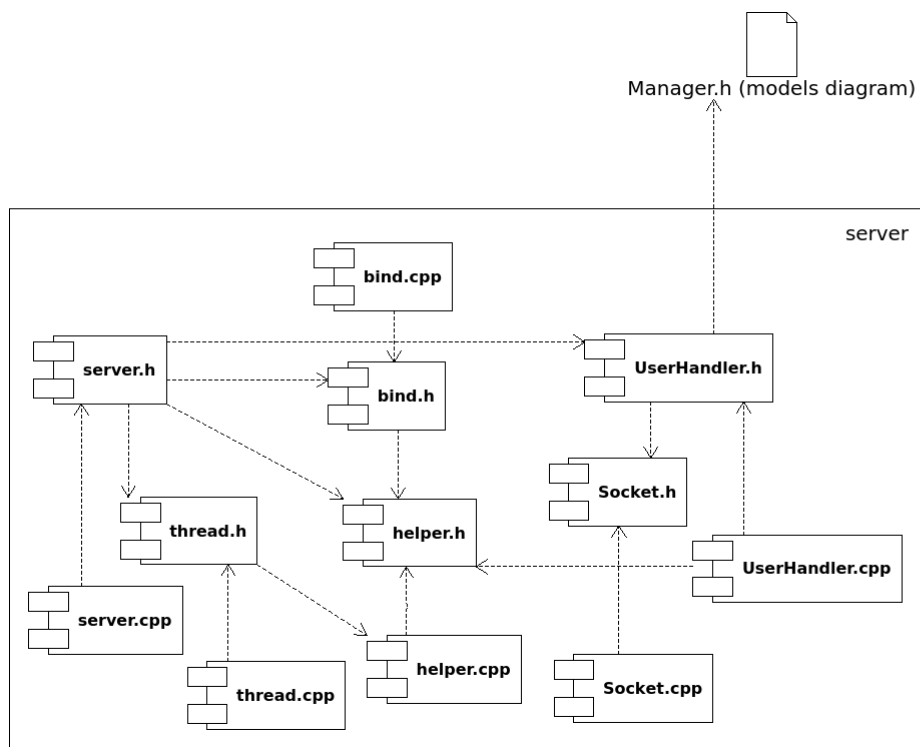 Manager.h (models diagram)
server
bind.cpp
server.h
UserHandler.h
bind.h
Socket.h
thread.h
helper.h
UserHandler.cpp
server.cpp
helper.cpp
thread.cpp
Socket.cpp